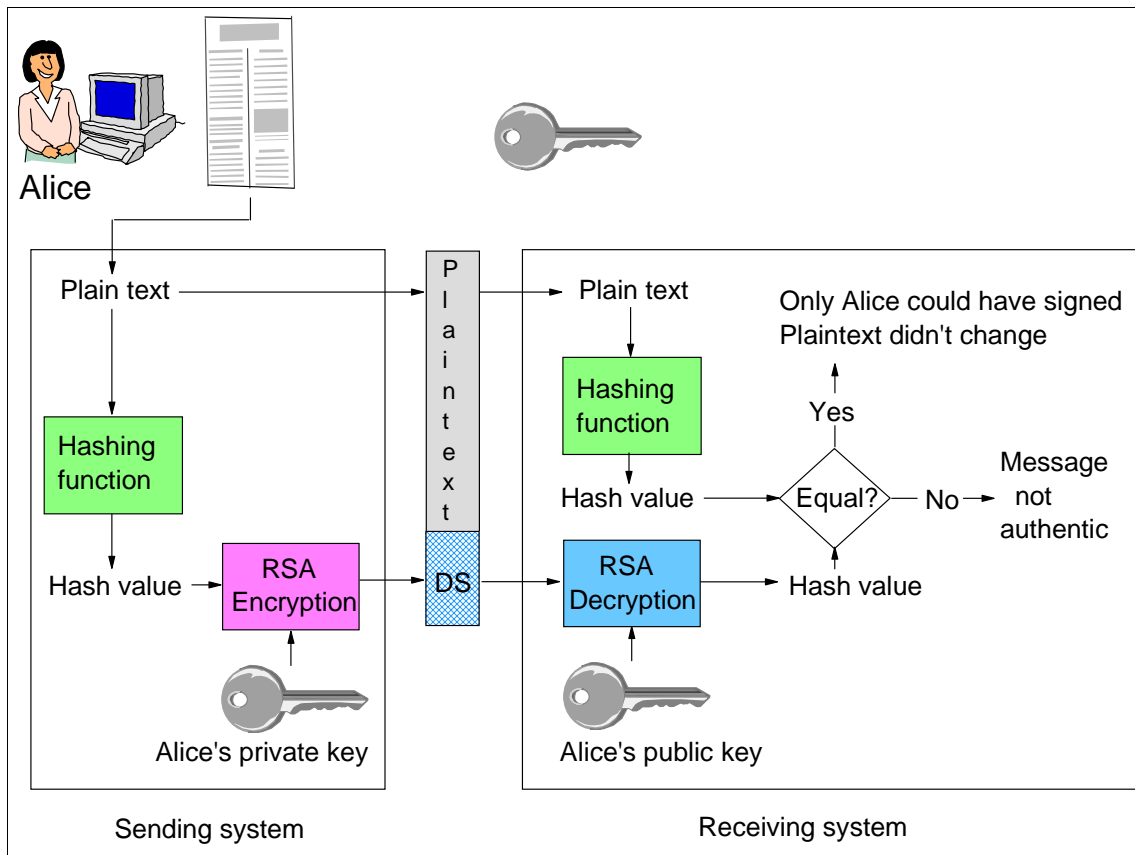 Alice
Plain text
Hashing
function
Hash value
RSA
Encryption
Alice's private key
Sending system
P
l
a
i
n
t
e
x
t
DS
Plain text
Hashing
function
Hash value
RSA
Decryption
Alice's public key
Hash value
Equal?
Yes
Only Alice could have signed
Plaintext didn't change
No
Message
not
authentic
Receiving system